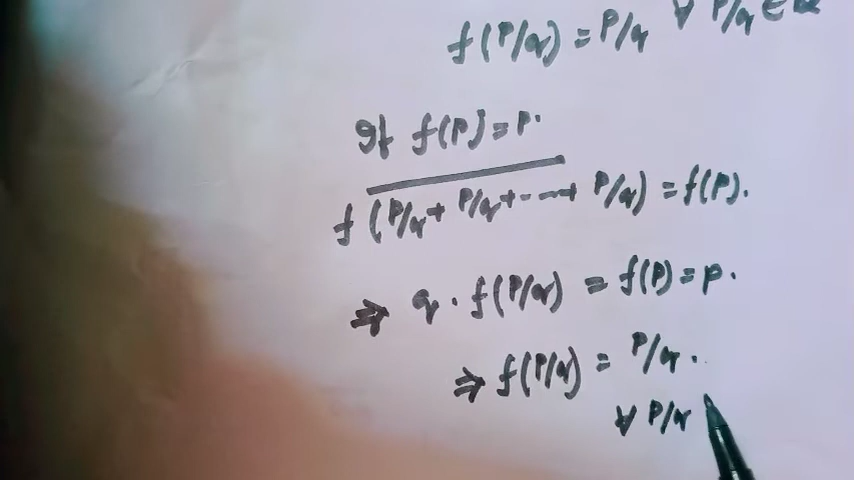 f(P/q) = P/q ∀ P/q ∈ ℚ
If f(P) = P.
f(P/q + P/q + ---- + P/q) = f(P).
⇒ q · f(P/q) = f(P) = p.
⇒ f(P/q) = P/q.
∀ P/q